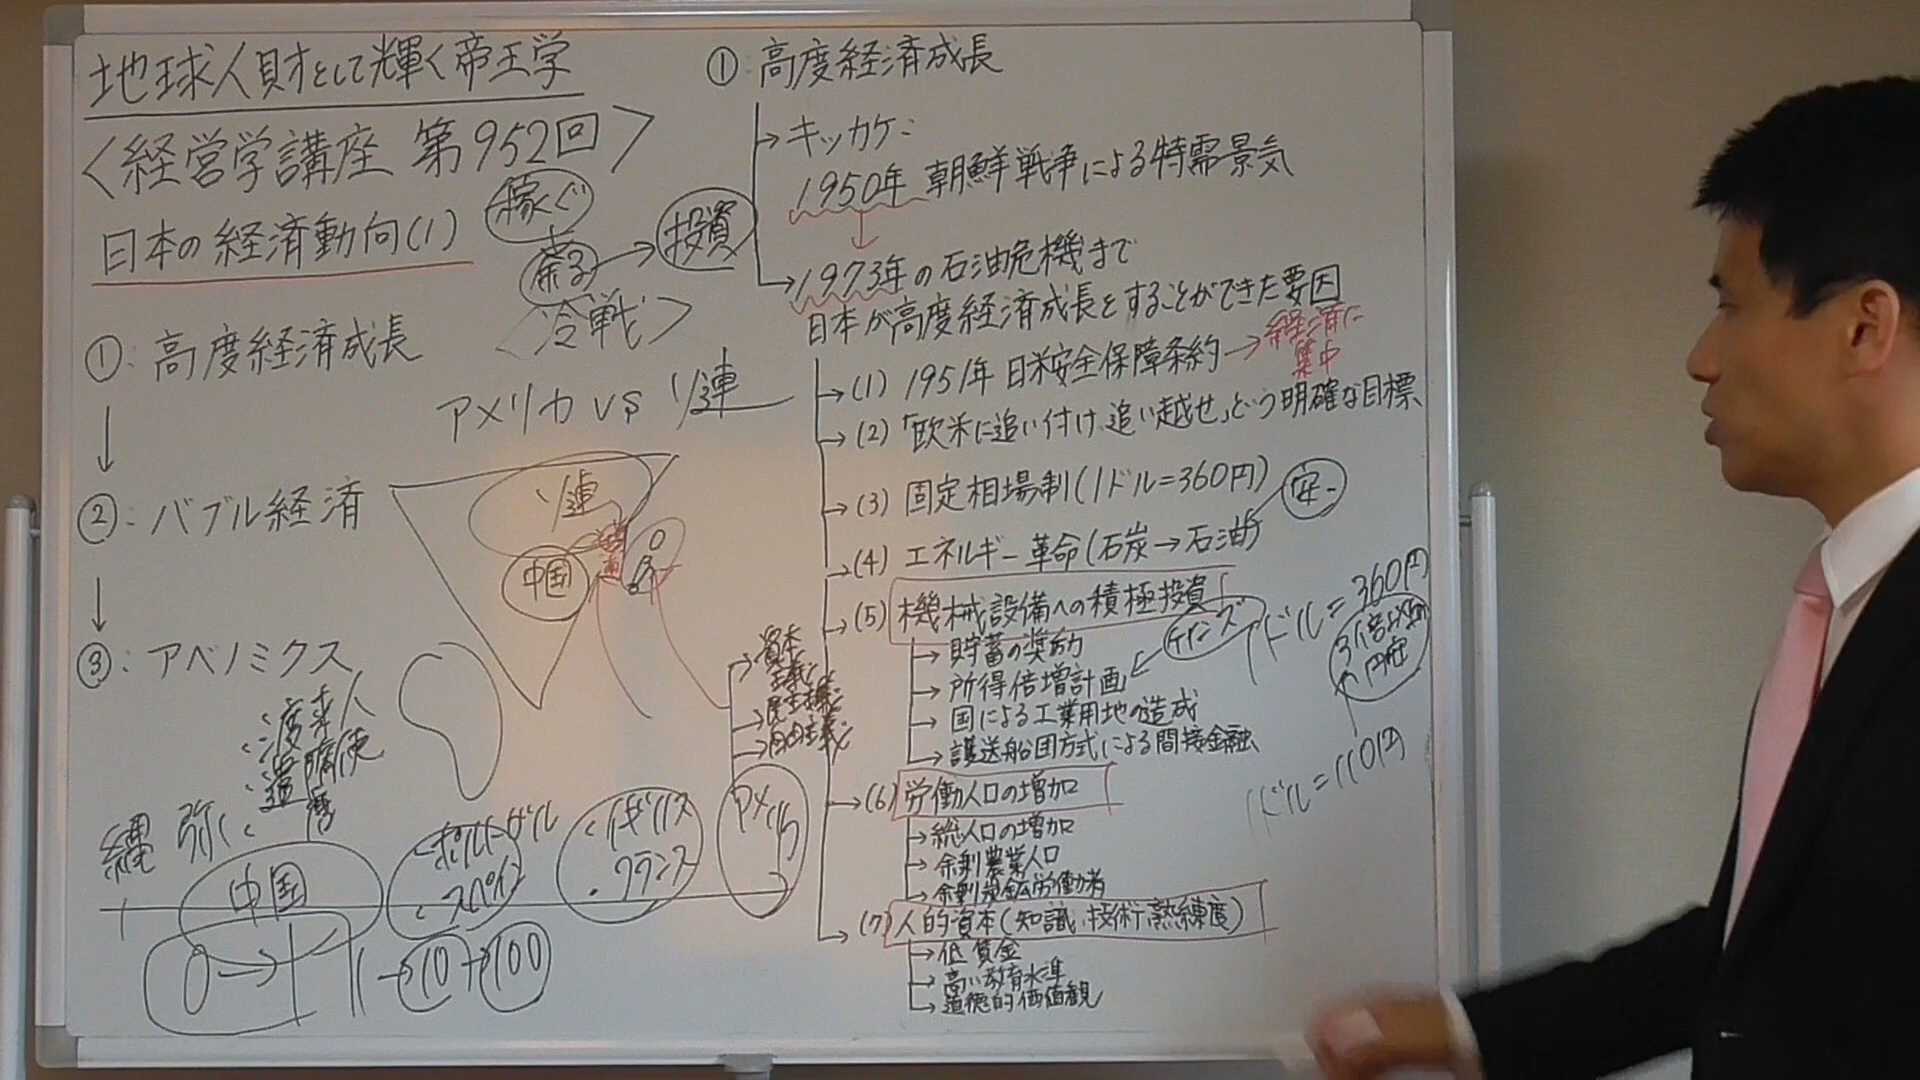 地球人財として輝く帝王学
<経営学講座 第952回>
日本の経済動向(1)
稼ぐ
投資
①:高度経済成長
②:バブル経済
③:アベノミクス
<冷戦>
アメリカ vs ソ連
ソ連
中国
資本主義
民主主義
自由主義
・渡来人
・遣隋使
唐
縄 弥
中国
・ポルトガル
・スペイン
・イギリス
・フランス
アメリカ
0→1
1→10→100
①:高度経済成長
キッカケ:
1950年 朝鮮戦争による特需景気
1973年の石油危機まで
日本が高度経済成長とすることができた要因
(1) 1951年 日米安全保障条約→経済に集中
(2)「欧米に追い付け、追い越せ」という明確な目標
(3) 固定相場制(1ドル=360円)
安
(4) エネルギー革命(石炭→石油)
(5) 機械設備への積極投資
貯蓄の奨励
所得倍増計画
ケインズ
国による工業用地の造成
護送船団方式による間接金融
1ドル=360円
1ドル=110円
(6) 労働人口の増加
総人口の増加
余剰農業人口
余剰炭鉱労働者
(7) 人的資本(知識、技術、熟練度)
低賃金
高い教育水準
道徳的価値観